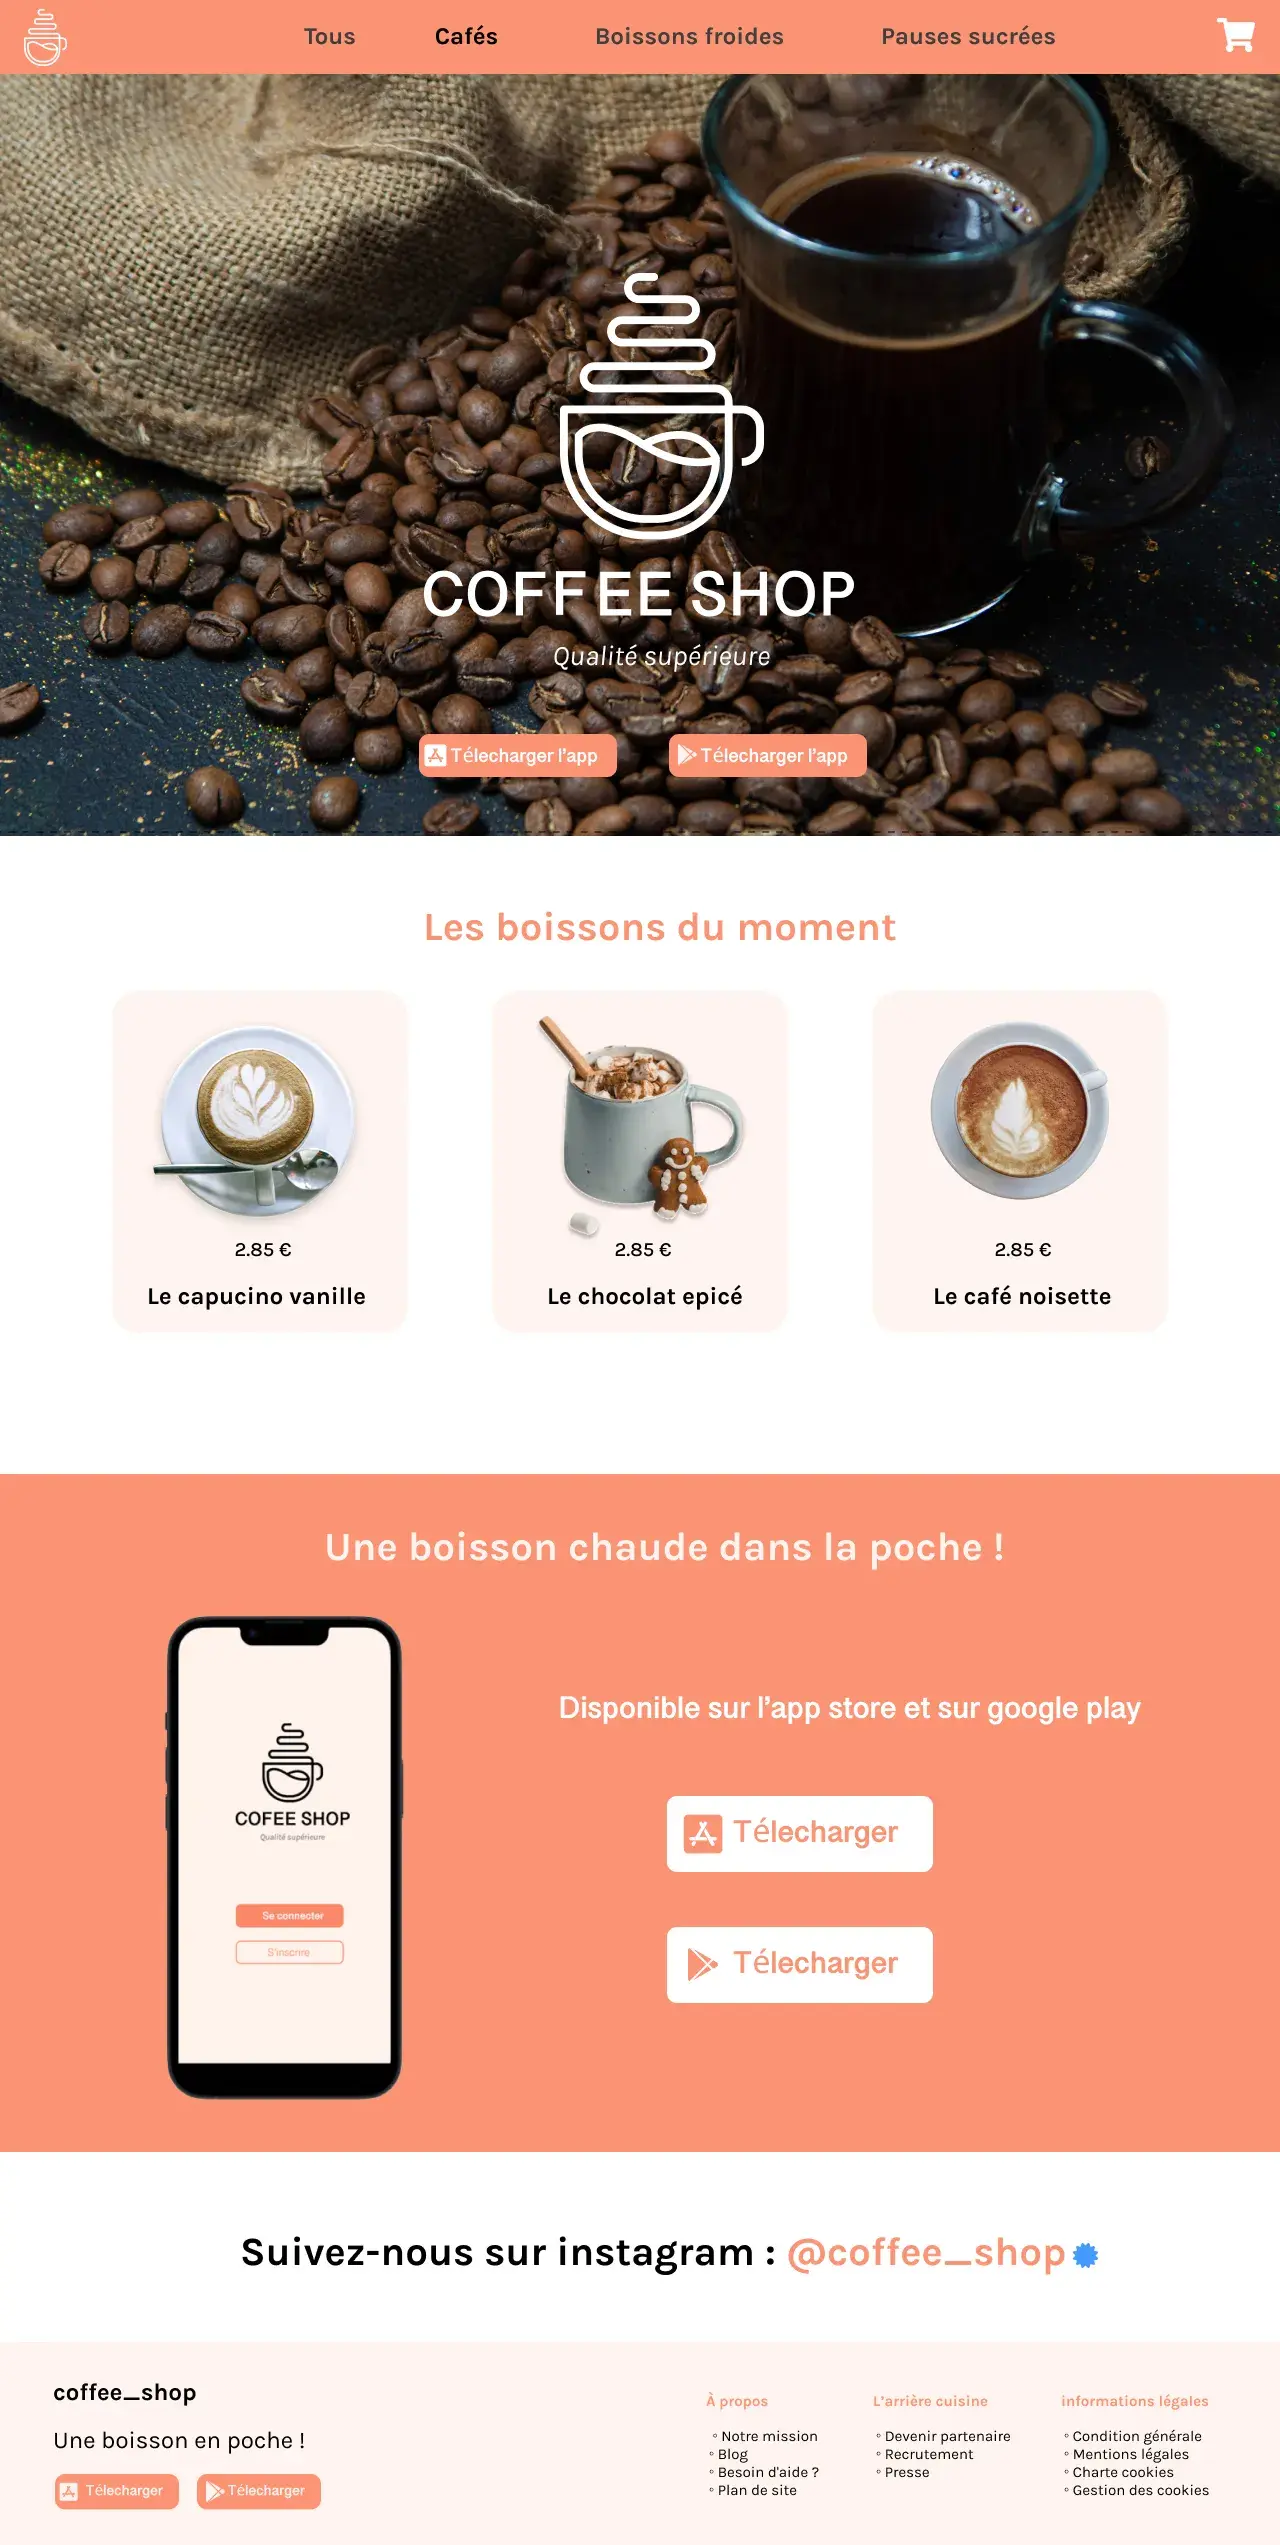 Tous
Cafés
Boissons froides
Pauses sucrées
COFFEE SHOP
Qualité supérieure
Télecharger l'app
Télecharger l'app
Les boissons du moment
2.85 €
Le capucino vanille
2.85 €
Le chocolat epicé
2.85 €
Le café noisette
Une boisson chaude dans la poche !
COFEE SHOP
Qualité supérieure
Se connecter
S'inscrire
Disponible sur l'app store et sur google play
Télecharger
Télecharger
Suivez-nous sur instagram : @coffee_shop
coffee_shop
Une boisson en poche !
Télecharger
Télecharger
À propos
◦ Notre mission
◦ Blog
◦ Besoin d'aide ?
◦ Plan de site
L'arrière cuisine
◦ Devenir partenaire
◦ Recrutement
◦ Presse
informations légales
◦ Condition générale
◦ Mentions légales
◦ Charte cookies
◦ Gestion des cookies